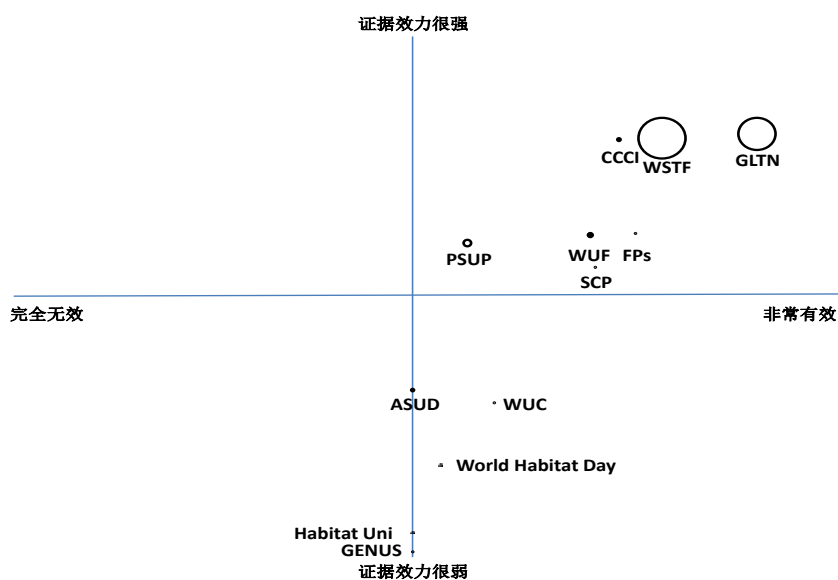 证据效力很强
CCCI
WSTF
GLTN
PSUP
WUF
FPs
SCP
完全无效
非常有效
ASUD
WUC
World Habitat Day
Habitat Uni
GENUS
证据效力很弱